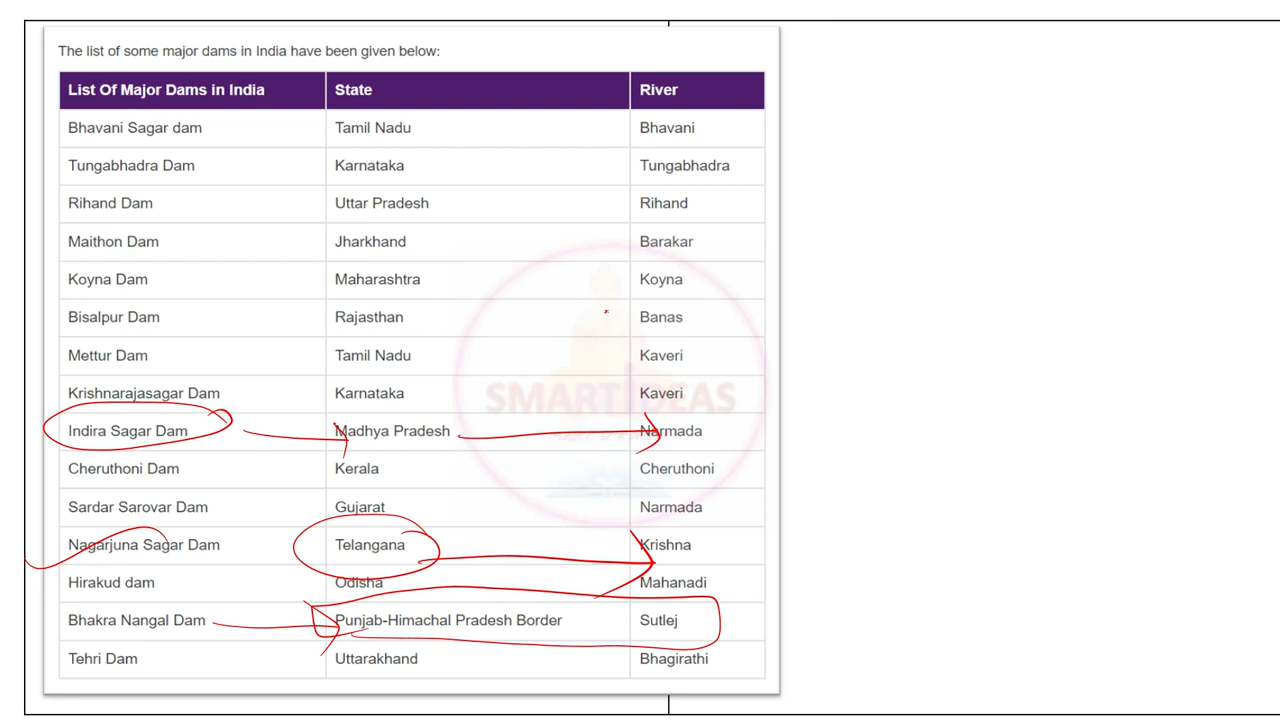 The list of some major dams in India have been given below:
List Of Major Dams in India State River
Bhavani Sagar dam Tamil Nadu Bhavani
Tungabhadra Dam Karnataka Tungabhadra
Rihand Dam Uttar Pradesh Rihand
Maithon Dam Jharkhand Barakar
Koyna Dam Maharashtra Koyna
Bisalpur Dam Rajasthan Banas
Mettur Dam Tamil Nadu Kaveri
Krishnarajasagar Dam Karnataka Kaveri
SMART IDEAS
Indira Sagar Dam Madhya Pradesh Narmada
Cheruthoni Dam Kerala Cheruthoni
Sardar Sarovar Dam Gujarat Narmada
Nagarjuna Sagar Dam Telangana Krishna
Hirakud dam Odisha Mahanadi
Bhakra Nangal Dam Punjab-Himachal Pradesh Border Sutlej
Tehri Dam Uttarakhand Bhagirathi